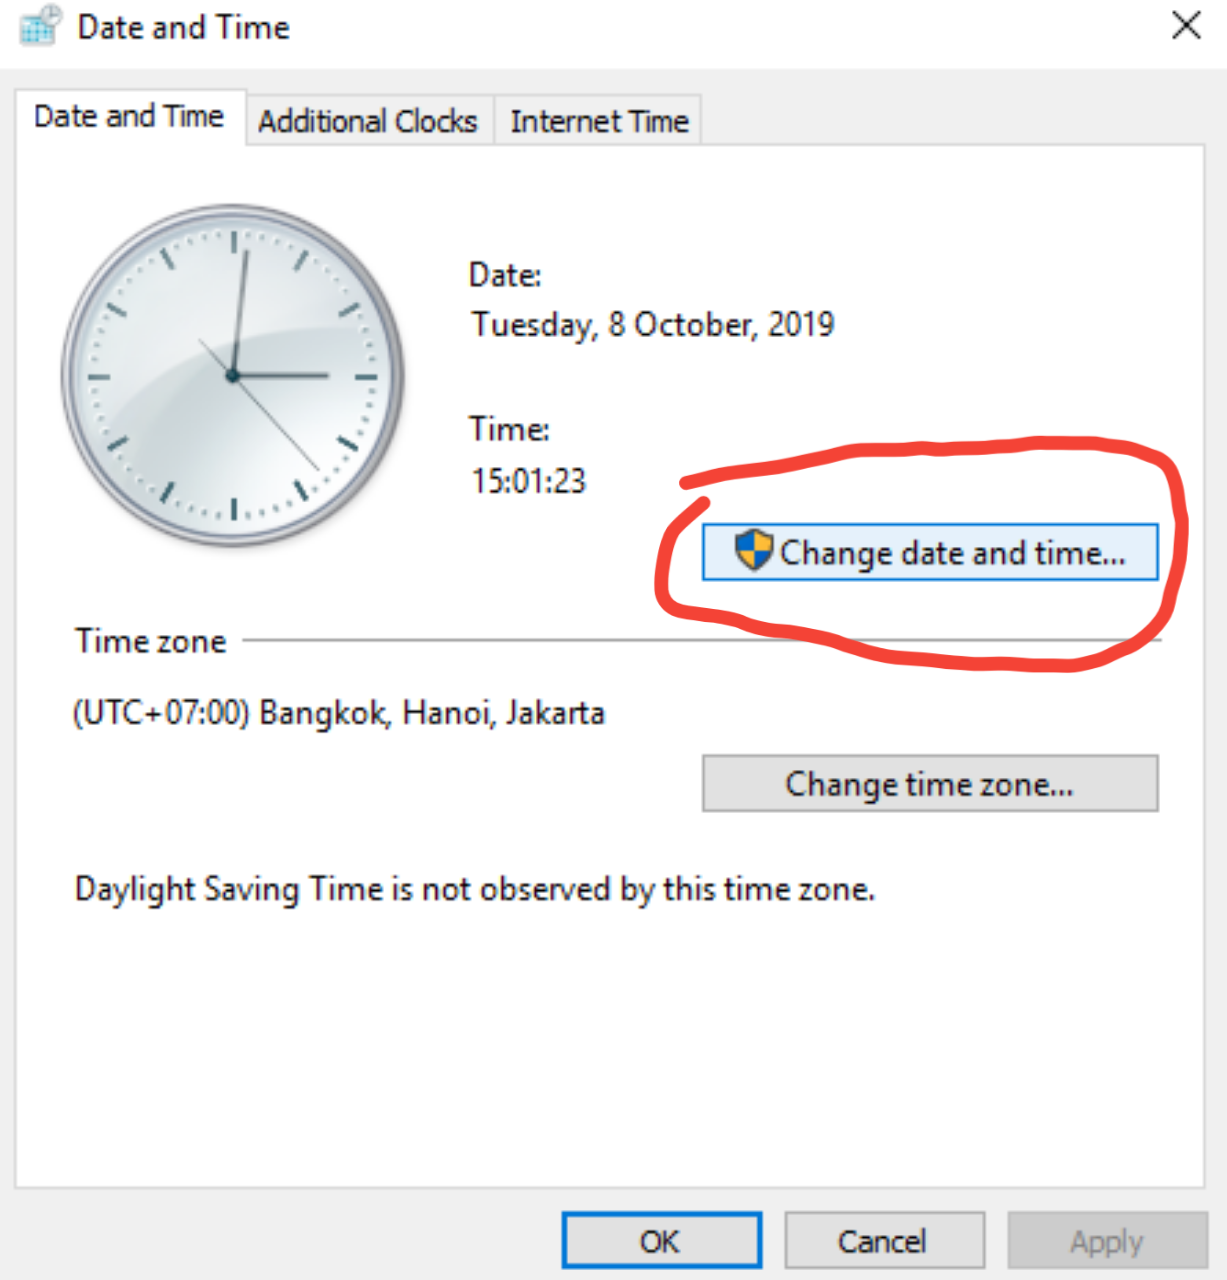 Date and Time
Date and Time
Additional Clocks
Internet Time
Date:
Tuesday, 8 October, 2019
Time:
15:01:23
Change date and time...
Time zone
(UTC+07:00) Bangkok, Hanoi, Jakarta
Change time zone...
Daylight Saving Time is not observed by this time zone.
OK
Cancel
Apply